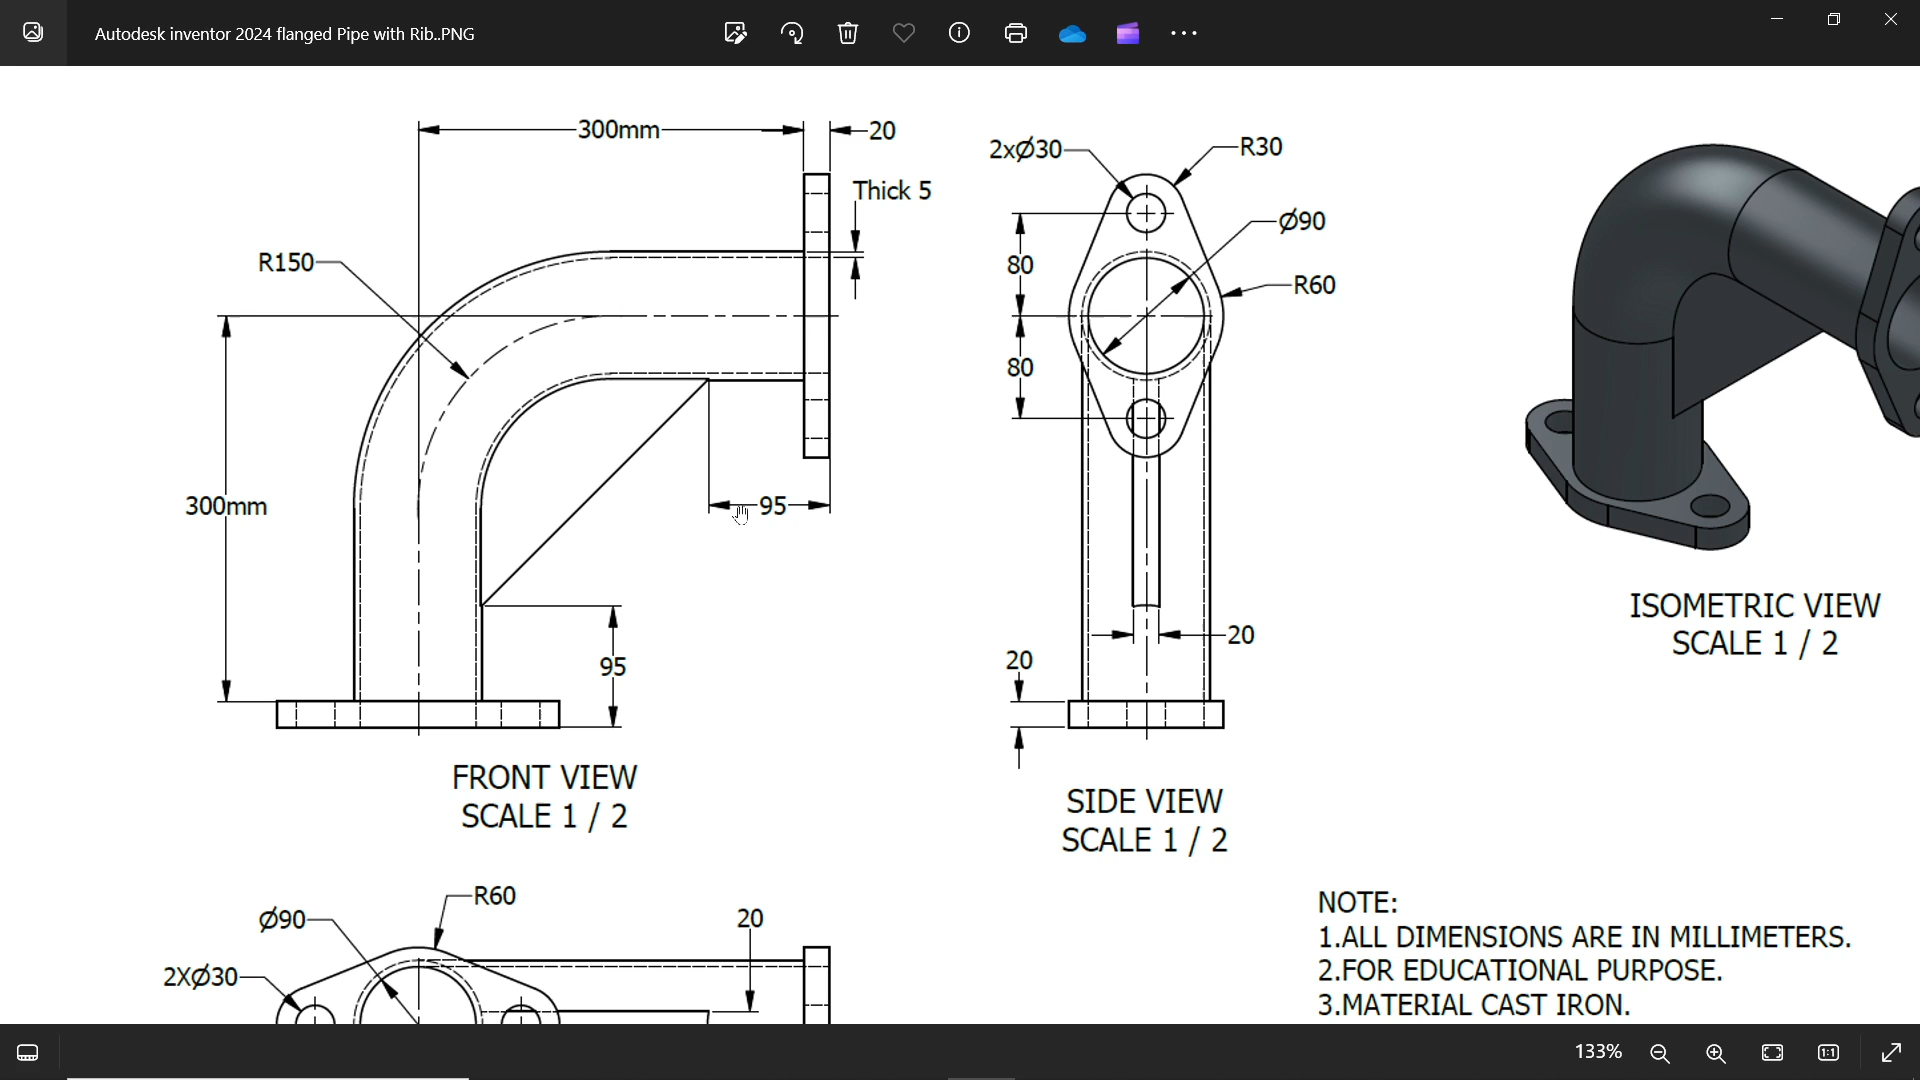 Autodesk inventor 2024 flanged Pipe with Rib..PNG
300mm
20
Thick 5
R150
300mm
95
95
FRONT VIEW
SCALE 1 / 2
2xØ30
R30
Ø90
80
R60
80
20
20
SIDE VIEW
SCALE 1 / 2
ISOMETRIC VIEW
SCALE 1 / 2
R60
Ø90
20
2XØ30
NOTE:
1.ALL DIMENSIONS ARE IN MILLIMETERS.
2.FOR EDUCATIONAL PURPOSE.
3.MATERIAL CAST IRON.
133%
1:1